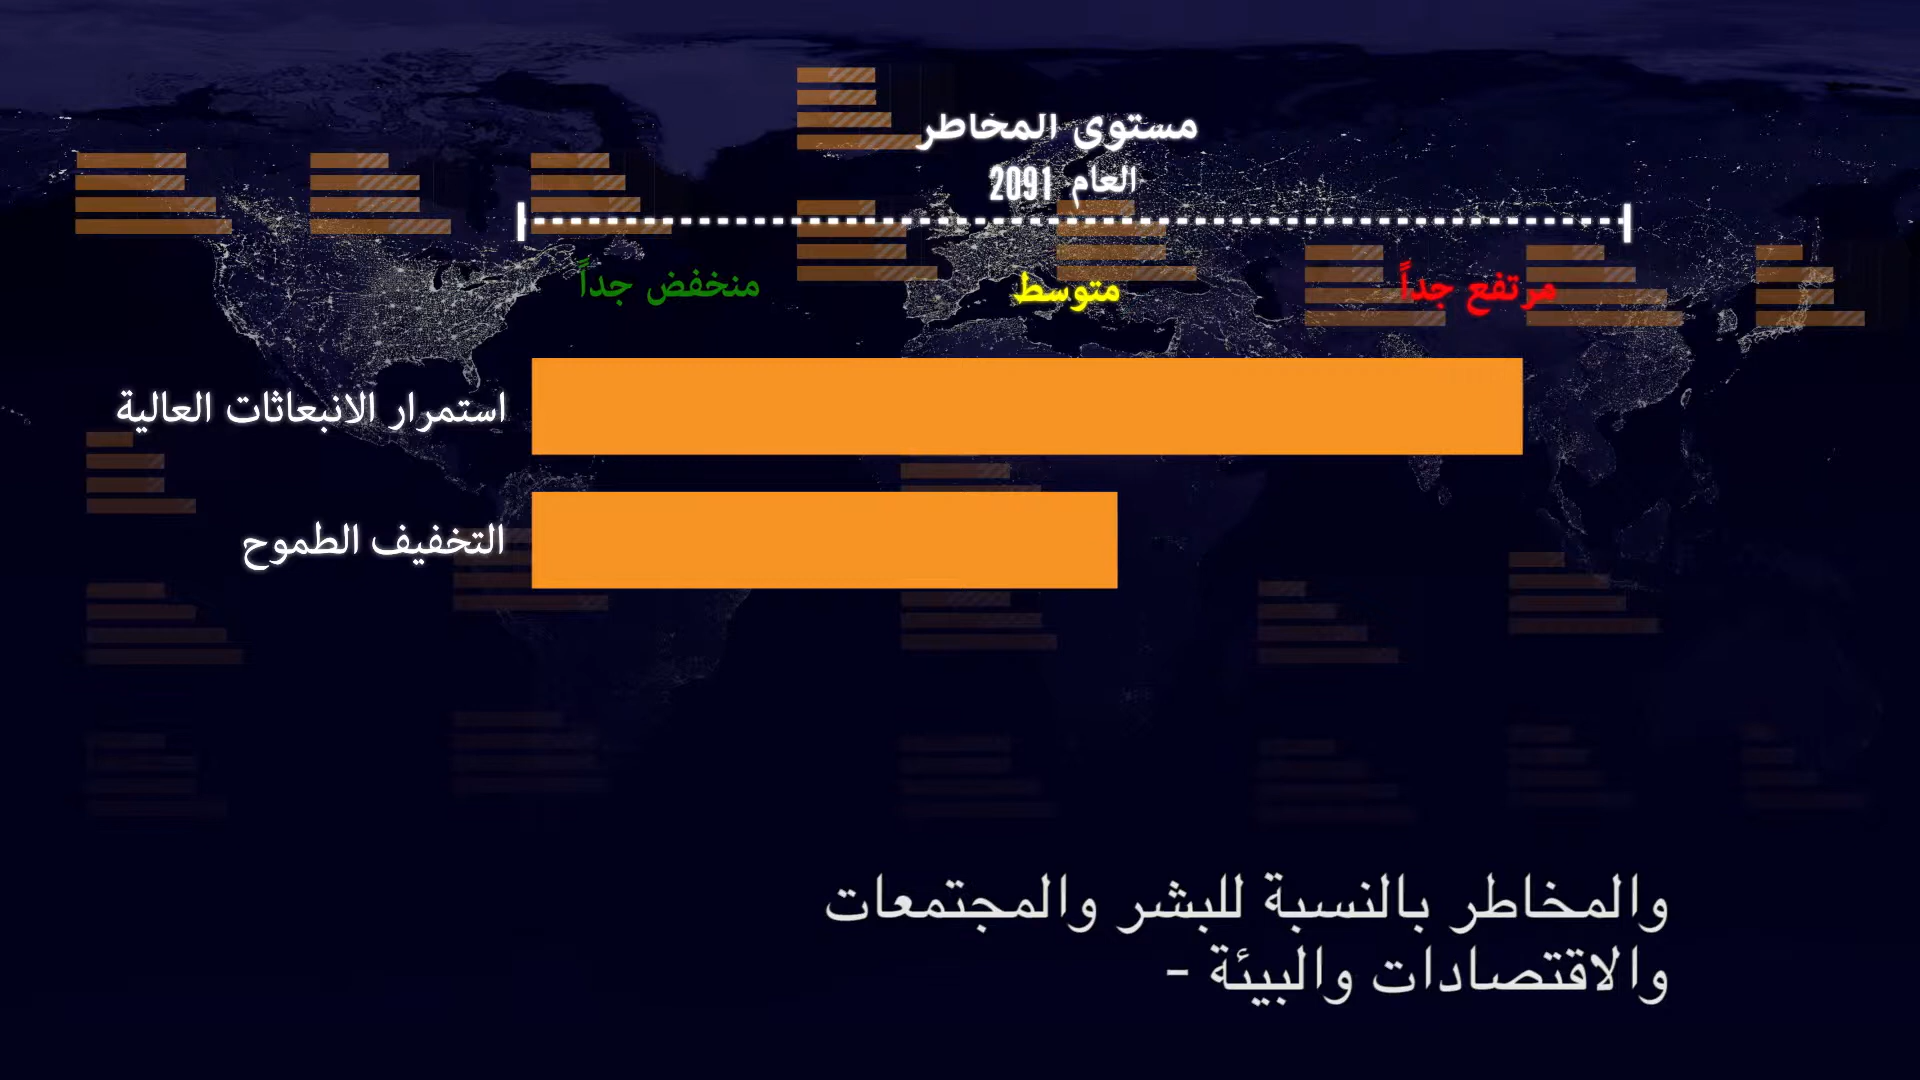 مستوى المخاطر
العام 2091
منخفض جداً
متوسط
مرتفع جداً
استمرار الانبعاثات العالية
التخفيف الطموح
والمخاطر بالنسبة للبشر والمجتمعات
والاقتصادات والبيئة -